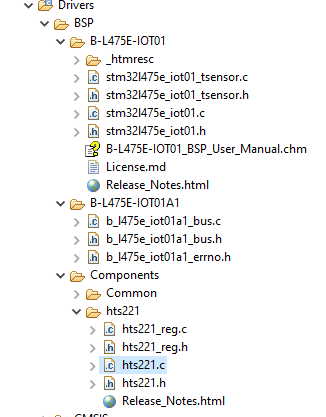 Drivers
BSP
B-L475E-IOT01
_htmresc
stm32l475e_iot01_tsensor.c
stm32l475e_iot01_tsensor.h
stm32l475e_iot01.c
stm32l475e_iot01.h
B-L475E-IOT01_BSP_User_Manual.chm
License.md
Release_Notes.html
B-L475E-IOT01A1
b_l475e_iot01a1_bus.c
b_l475e_iot01a1_bus.h
b_l475e_iot01a1_errno.h
Components
Common
hts221
hts221_reg.c
hts221_reg.h
hts221.c
hts221.h
Release_Notes.html
CMSIS